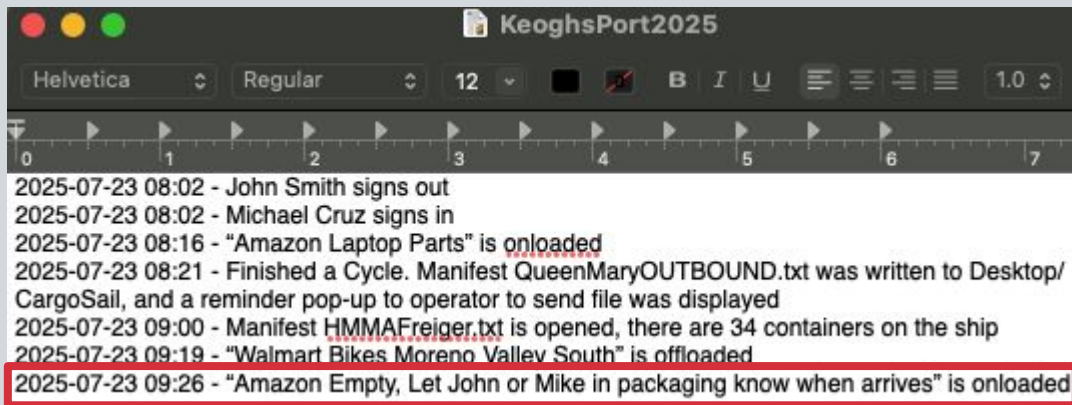 KeoghsPort2025
Helvetica Regular 12 B I U 1.0
0 1 2 3 4 5 6 7
2025-07-23 08:02 - John Smith signs out
2025-07-23 08:02 - Michael Cruz signs in
2025-07-23 08:16 - “Amazon Laptop Parts” is onloaded
2025-07-23 08:21 - Finished a Cycle. Manifest QueenMaryOUTBOUND.txt was written to Desktop/
CargoSail, and a reminder pop-up to operator to send file was displayed
2025-07-23 09:00 - Manifest HMMAFreiger.txt is opened, there are 34 containers on the ship
2025-07-23 09:19 - “Walmart Bikes Moreno Valley South” is offloaded
2025-07-23 09:26 - “Amazon Empty, Let John or Mike in packaging know when arrives” is onloaded